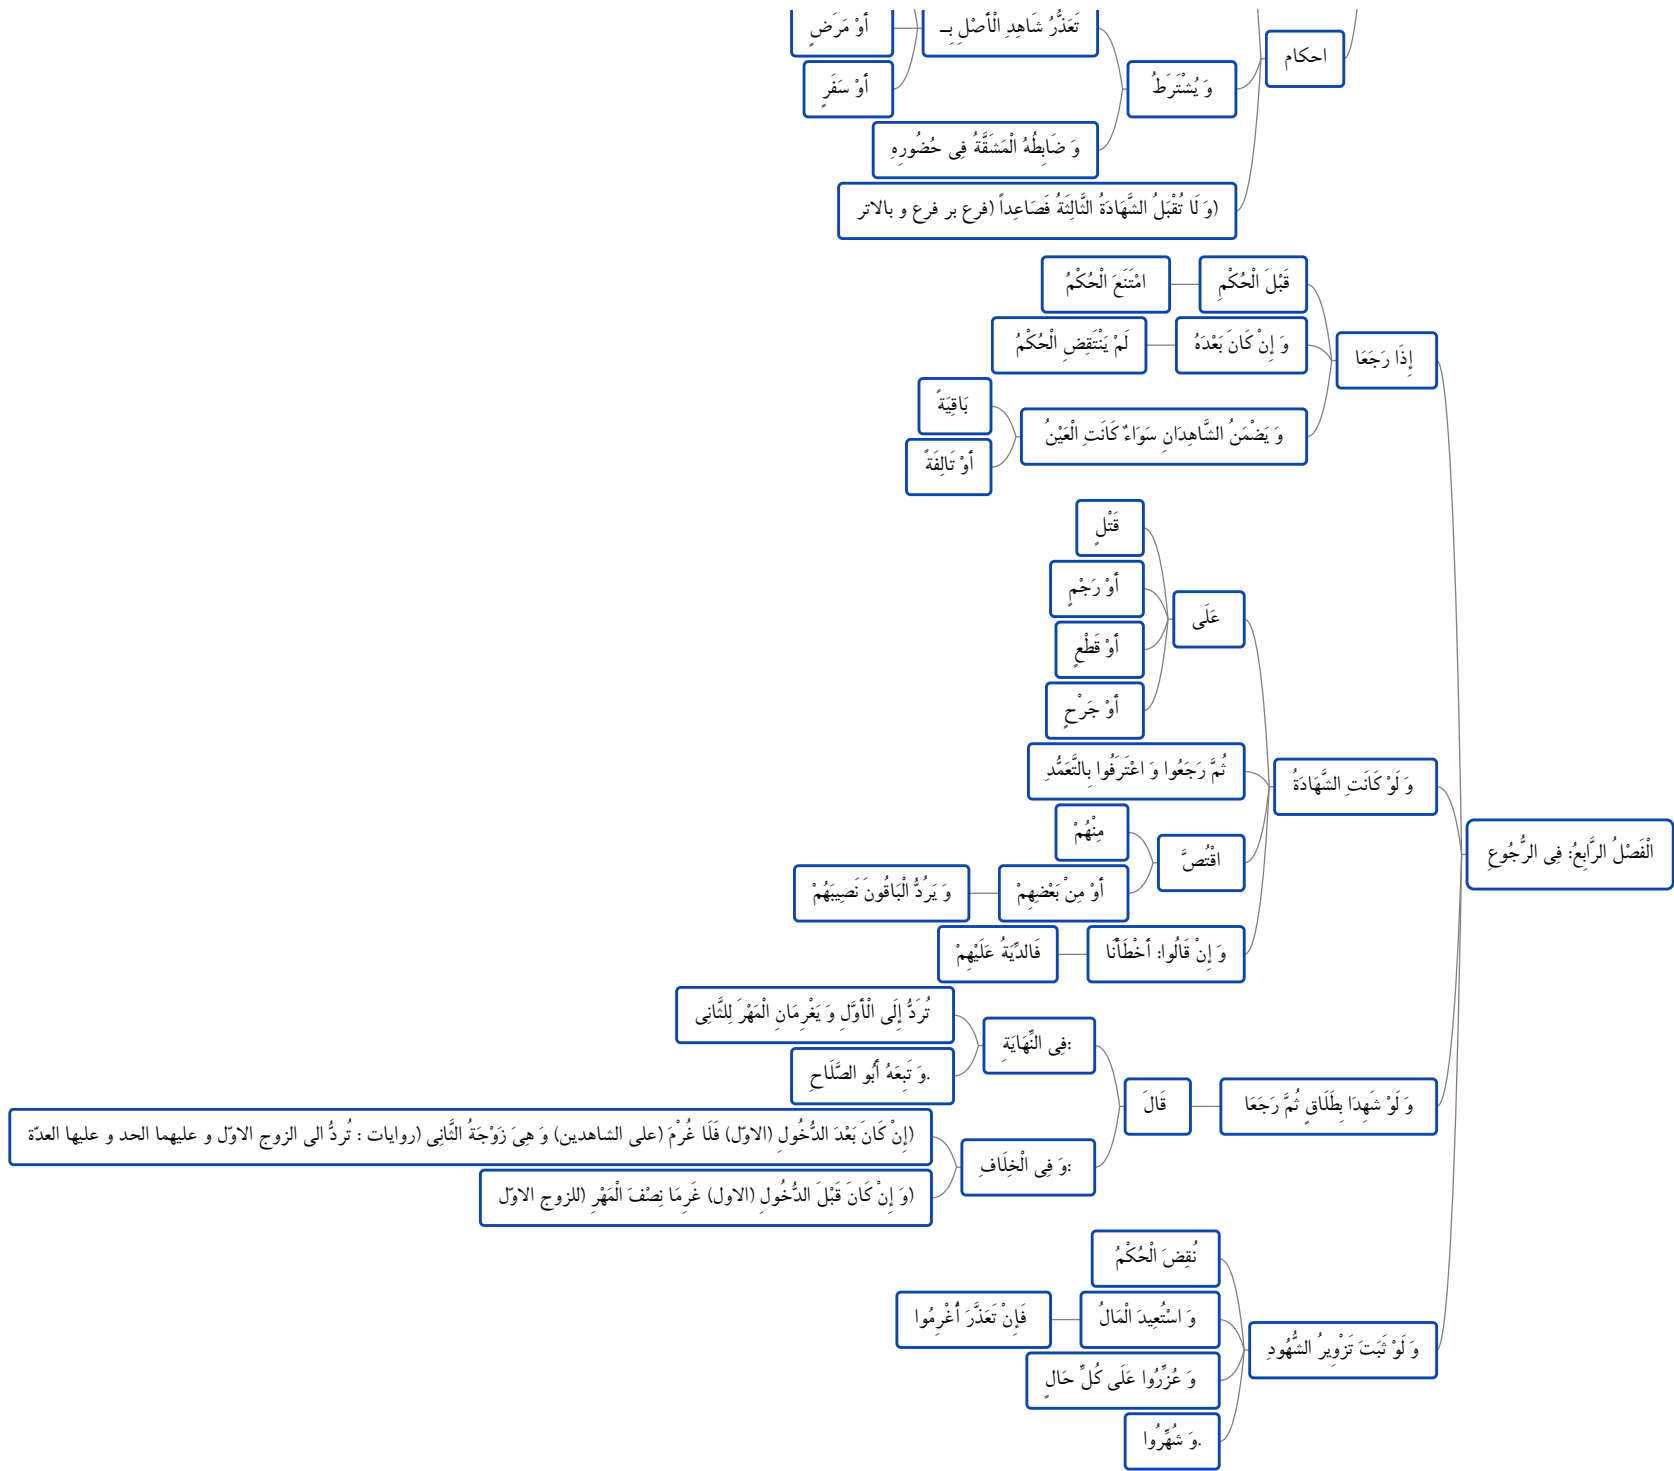 احكام
وَ يُشْتَرَطُ
تَعَذُّرُ شَاهِدِ الْأَصْلِ بِـ
أَوْ مَرَضٍ
أَوْ سَفَرٍ
وَ ضَابِطُهُ الْمَشَقَّةُ فِى حُضُورِهِ
(وَ لَا تُقْبَلُ الشَّهَادَةُ الثَّالِثَةُ فَصَاعِداً (فرع بر فرع و بالاتر
الْفَصْلُ الرَّابِعُ: فِى الرُّجُوعِ
إِذَا رَجَعَا
قَبْلَ الْحُكْمِ
امْتَنَعَ الْحُكْمُ
وَ إِنْ كَانَ بَعْدَهُ
لَمْ يَنْتَقِضِ الْحُكْمُ
وَ يَضْمَنُ الشَّاهِدَانِ سَوَاءٌ كَانَتِ الْعَيْنُ
بَاقِيَةً
أَوْ تَالِفَةً
وَ لَوْ كَانَتِ الشَّهَادَةُ
عَلَى
قَتْلٍ
أَوْ رَجْمٍ
أَوْ قَطْعٍ
أَوْ جَرْحٍ
ثُمَّ رَجَعُوا وَ اعْتَرَفُوا بِالتَّعَمُّدِ
اقْتُصَّ
مِنْهُمْ
أَوْ مِنْ بَعْضِهِمْ
وَ يَرُدُّ الْبَاقُونَ نَصِيبَهُمْ
وَ إِنْ قَالُوا: أَخْطَأْنَا
فَالدِّيَةُ عَلَيْهِمْ
وَ لَوْ شَهِدَا بِطَلَاقٍ ثُمَّ رَجَعَا
قَالَ
:فِى النِّهَايَةِ
تُرَدُّ إِلَى الْأَوَّلِ وَ يَغْرِمَانِ الْمَهْرَ لِلثَّانِى
.وَ تَبِعَهُ أَبُو الصَّلَاحِ
:وَ فِى الْخِلَافِ
(إِنْ كَانَ بَعْدَ الدُّخُولِ (الاوّل) فَلَا غُرْمَ (على الشاهدين) وَ هِىَ زَوْجَةُ الثَّانِى (روايات : تُردُّ الى الزوج الاوّل و عليهما الحد و عليها العدّة
(وَ إِنْ كَانَ قَبْلَ الدُّخُولِ (الاول) غَرِمَا نِصْفَ الْمَهْرِ (للزوج الاوّل
وَ لَوْ ثَبَتَ تَزْوِيرُ الشُّهُودِ
نُقِضَ الْحُكْمُ
وَ اسْتُعِيدَ الْمَالُ
فَإِنْ تَعَذَّرَ أُغْرِمُوا
وَ عُزِّرُوا عَلَى كُلِّ حَالٍ
.وَ شُهِّرُوا